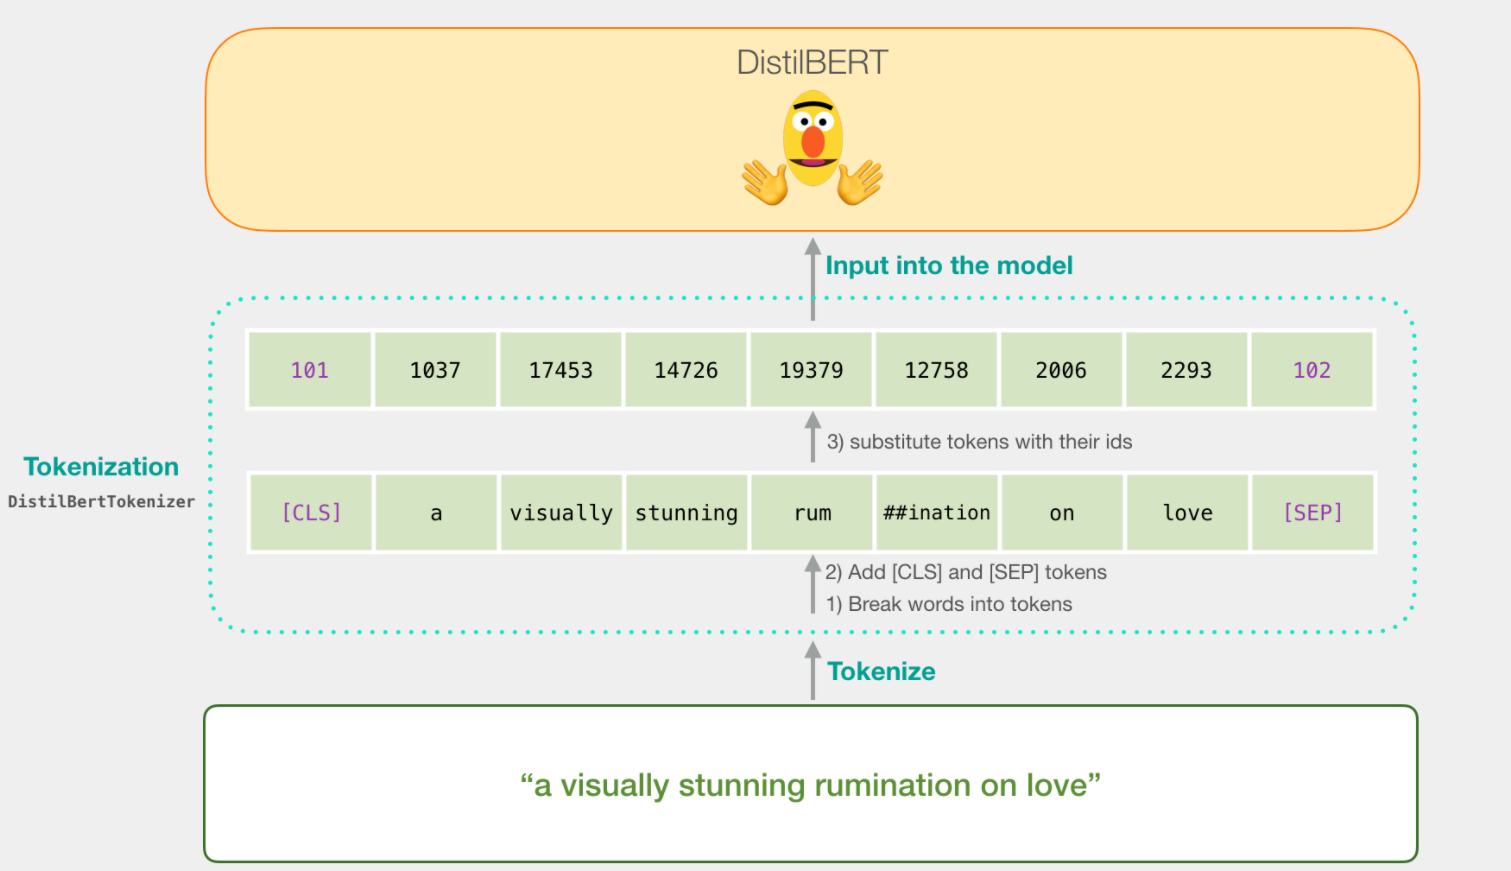 DistilBERT
Input into the model
101 1037 17453 14726 19379 12758 2006 2293 102
3) substitute tokens with their ids
Tokenization
DistilBertTokenizer
[CLS] a visually stunning rum ##ination on love [SEP]
2) Add [CLS] and [SEP] tokens
1) Break words into tokens
Tokenize
“a visually stunning rumination on love”